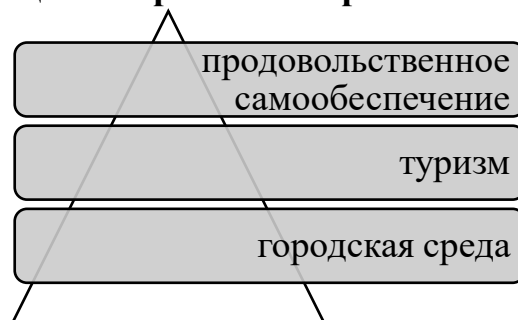 продовольственное
самообеспечение
туризм
городская среда